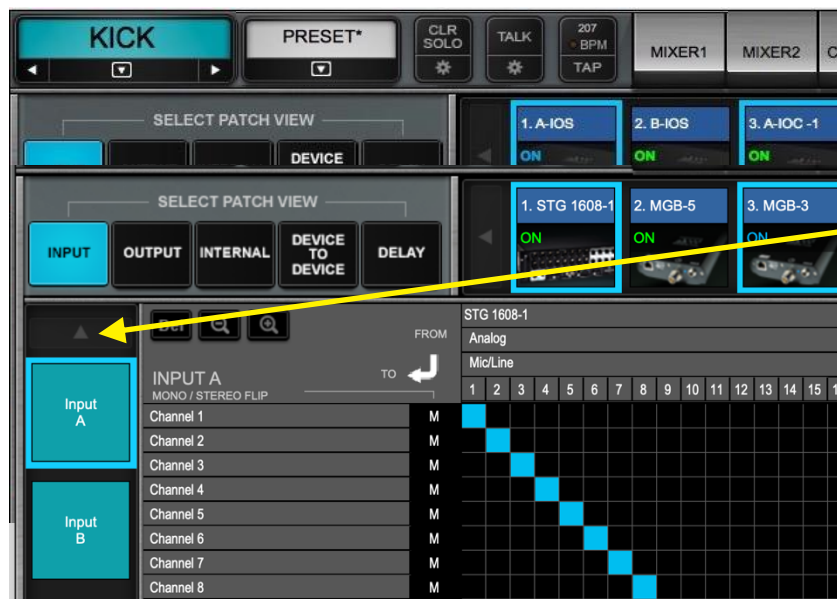 KICK
PRESET*
CLR SOLO
TALK
207
BPM
TAP
MIXER1
MIXER2
SELECT PATCH VIEW
1. A-IOS
2. B-IOS
3. A-IOC -1
DEVICE
ON
ON
ON
SELECT PATCH VIEW
1. STG 1608-1
2. MGB-5
3. MGB-3
INPUT
OUTPUT
INTERNAL
DEVICE TO DEVICE
DELAY
ON
ON
ON
STG 1608-1
FROM
Analog
Mic/Line
INPUT A
TO
MONO / STEREO FLIP
1 2 3 4 5 6 7 8 9 10 11 12 13 14 15
Input A
Channel 1 M
Channel 2 M
Channel 3 M
Channel 4 M
Channel 5 M
Input B
Channel 6 M
Channel 7 M
Channel 8 M